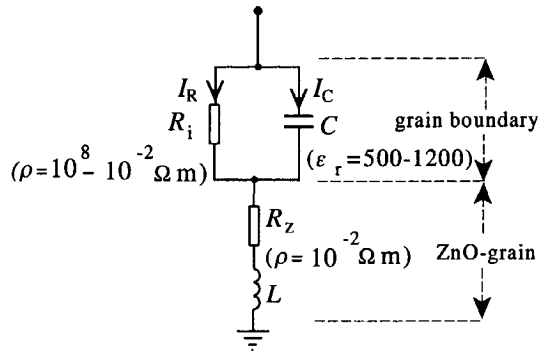 I_R I_C
R_i C grain boundary
(ρ = 10^8 - 10^-2 Ω m) (ε_r = 500-1200)
R_z
(ρ = 10^-2 Ω m) ZnO-grain
L